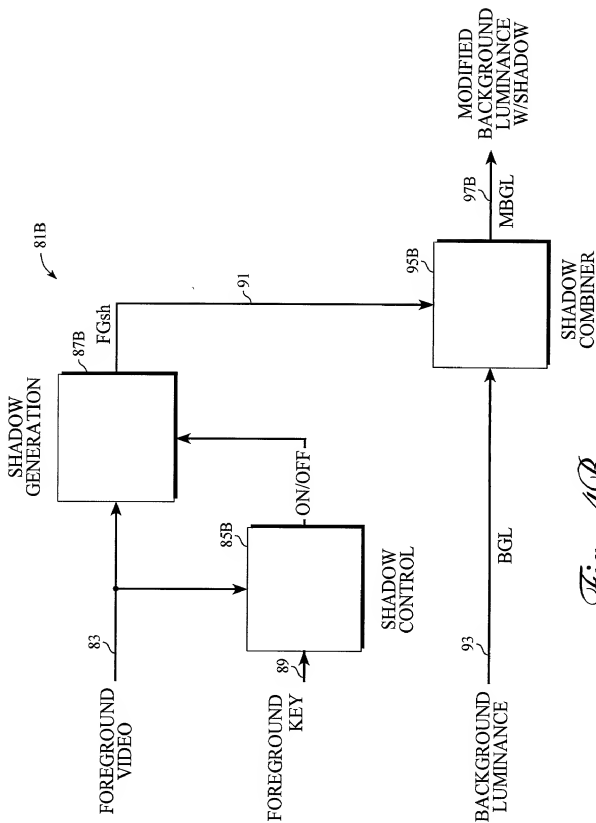 81B
SHADOW
GENERATION
87B
FGsh
91
FOREGROUND
VIDEO
83
ON/OFF
85B
SHADOW
CONTROL
FOREGROUND
KEY
89
95B
SHADOW
COMBINER
BACKGROUND
LUMINANCE
93
BGL
97B
MBGL
MODIFIED
BACKGROUND
LUMINANCE
W/SHADOW